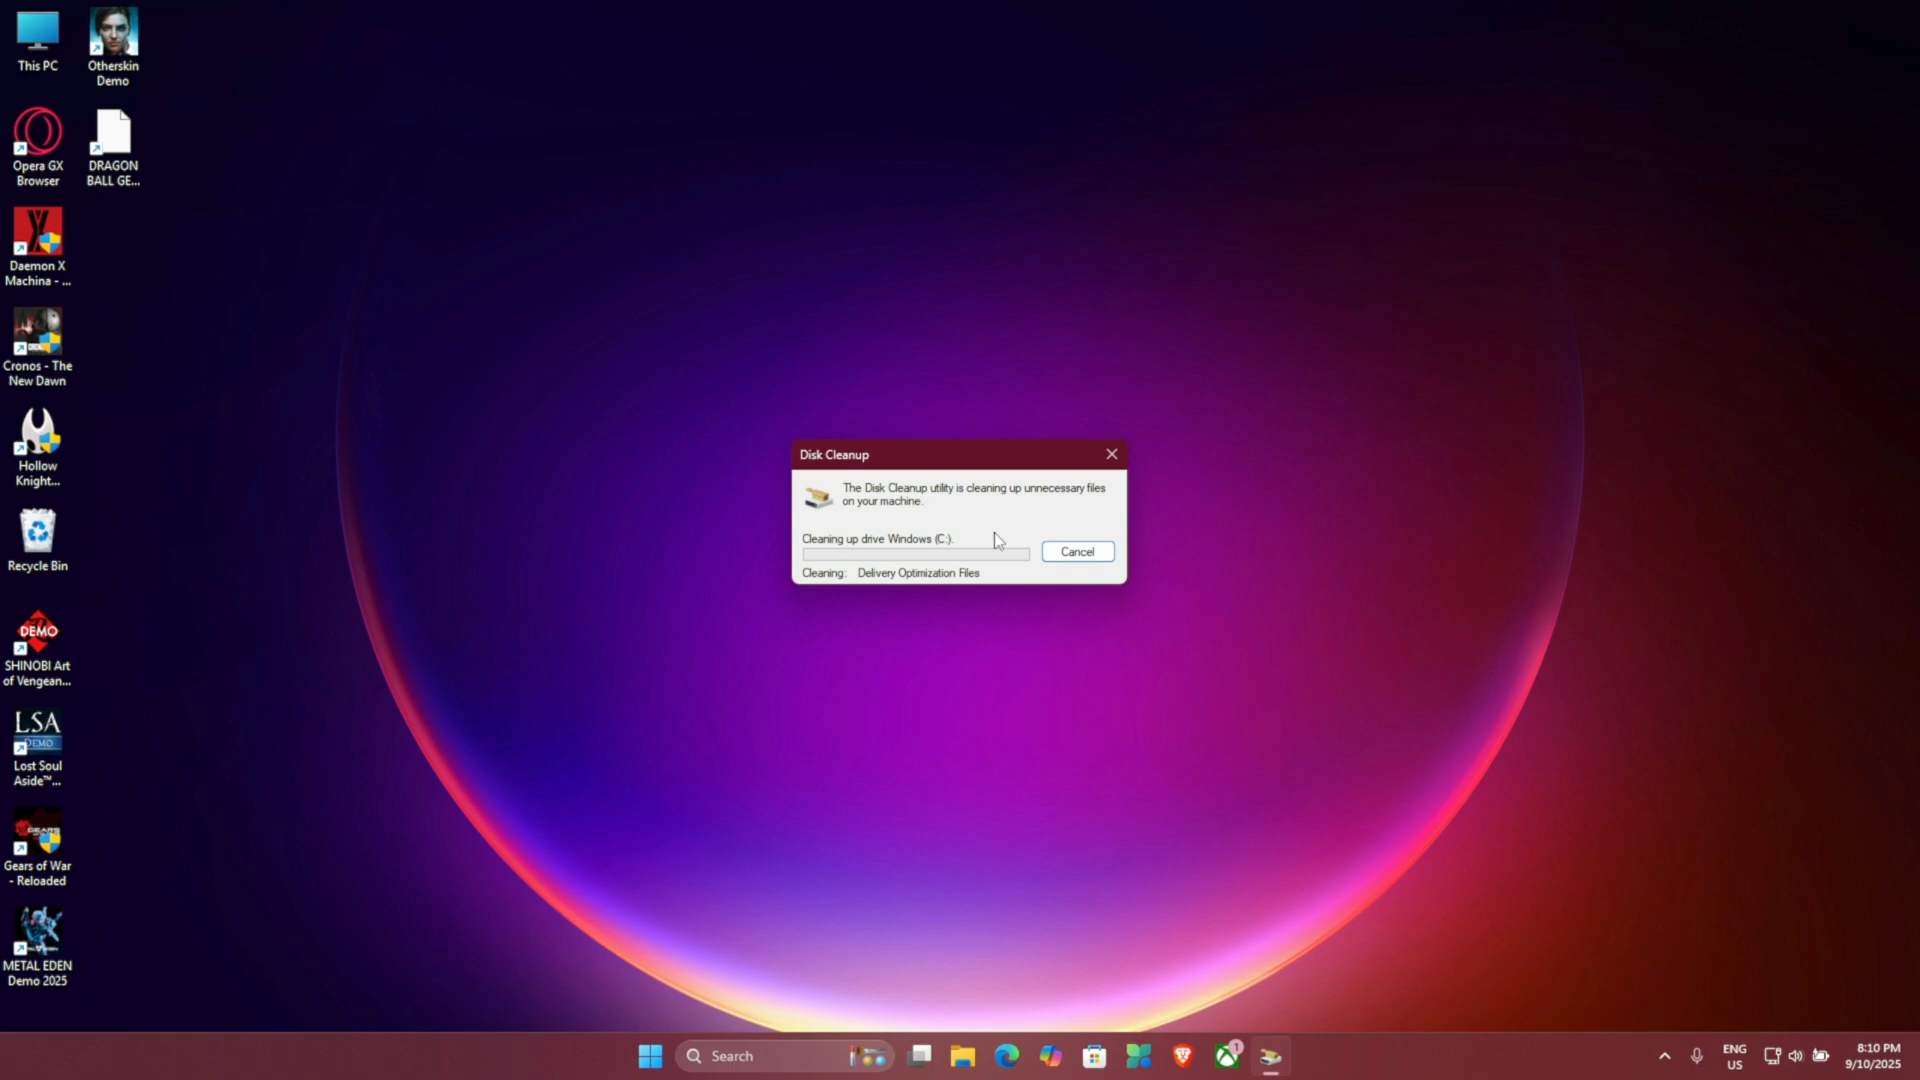 This PC
Otherskin
Demo
Opera GX
Browser
DRAGON
BALL GE...
Daemon X
Machina - ...
Cronos - The
New Dawn
Hollow
Knight...
Recycle Bin
DEMO
SHINOBI Art
of Vengean...
LSA
DEMO
Lost Soul
Aside™...
GEARS
Gears of War
- Reloaded
METAL EDEN
Demo 2025
Disk Cleanup
The Disk Cleanup utility is cleaning up unnecessary files
on your machine.
Cleaning up drive Windows (C:).
Cancel
Cleaning: Delivery Optimization Files
Search
1
ENG
US
8:10 PM
9/10/2025